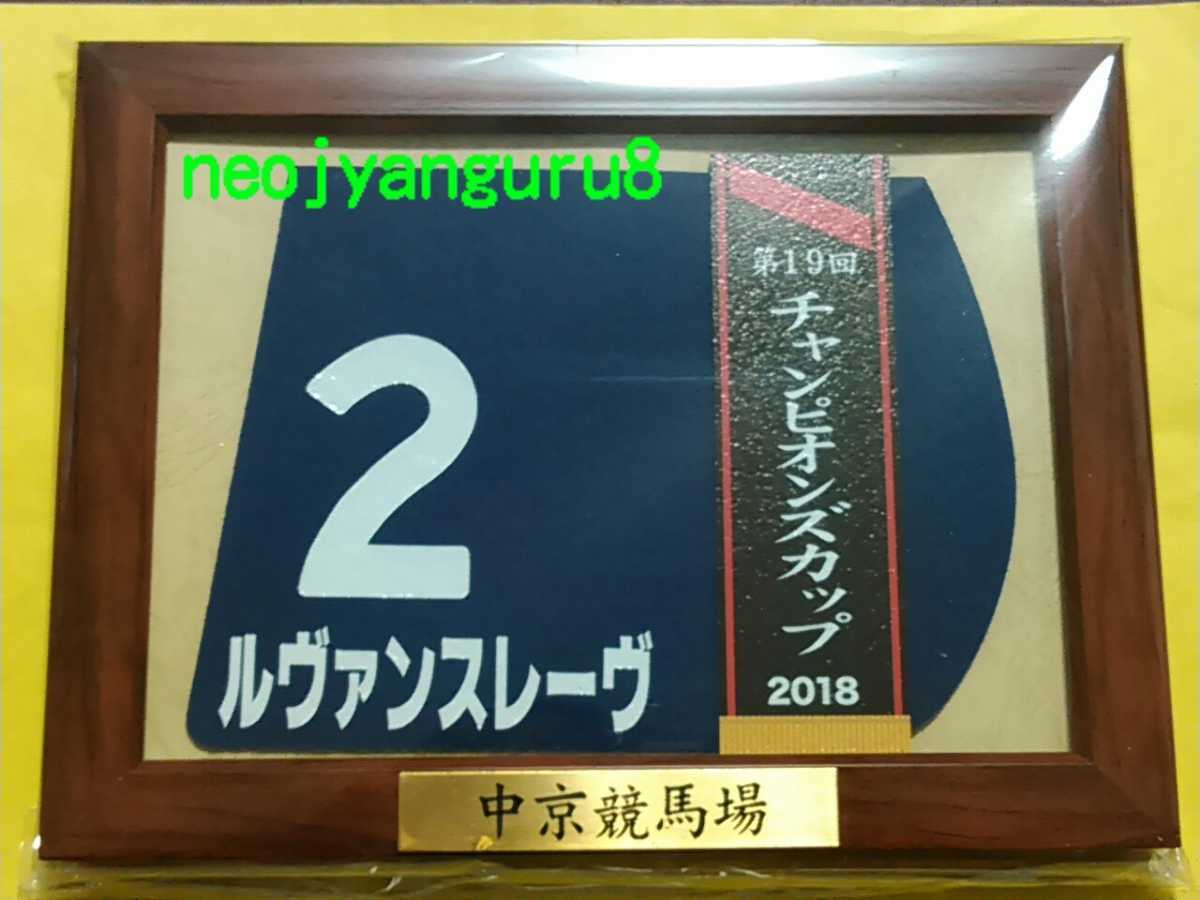 neojyanguru8
第19回
チャンピオンズカップ
2018
2
ルヴァンスレーヴ
中京競馬場